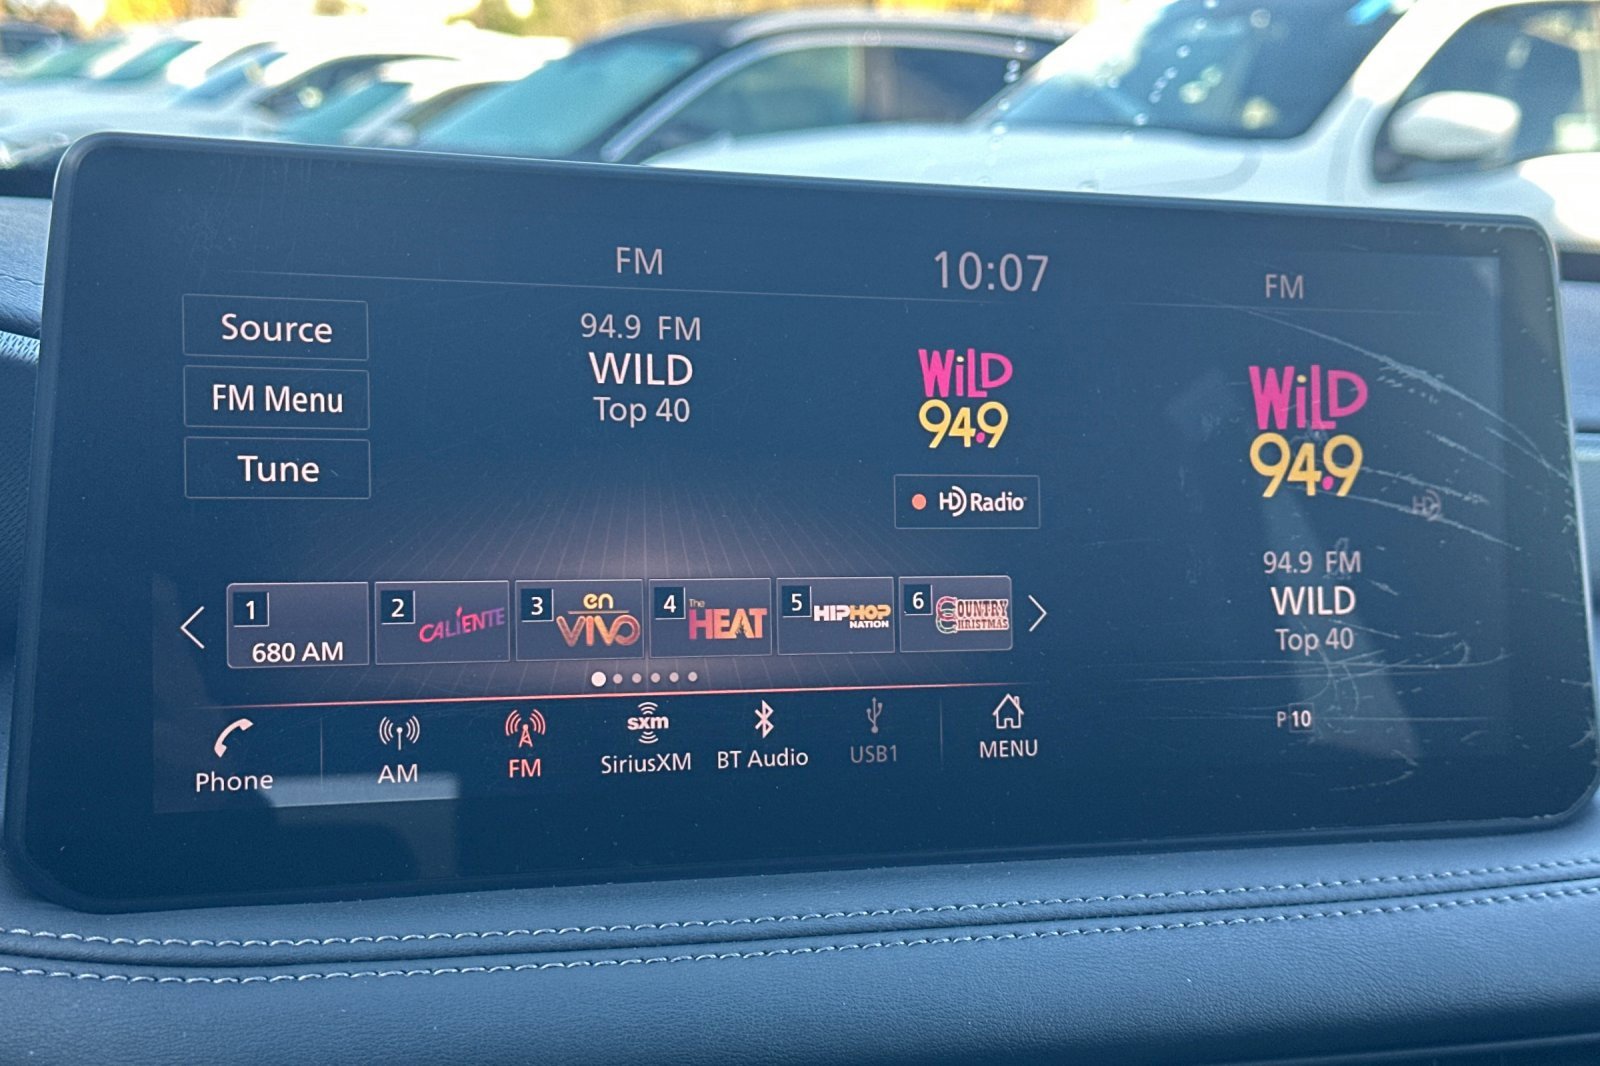 FM
10:07
FM
Source
FM Menu
Tune
94.9 FM
WILD
Top 40
WiLD
94.9
HD Radio
WiLD
94.9
HD
94.9 FM
WILD
Top 40
P 10
1
680 AM
2
CALIENTE
3
en
VIVO
4
The
HEAT
5
HIPHOP
NATION
6
COUNTRY
CHRISTMAS
Phone
AM
FM
sxm
SiriusXM
BT Audio
USB1
MENU